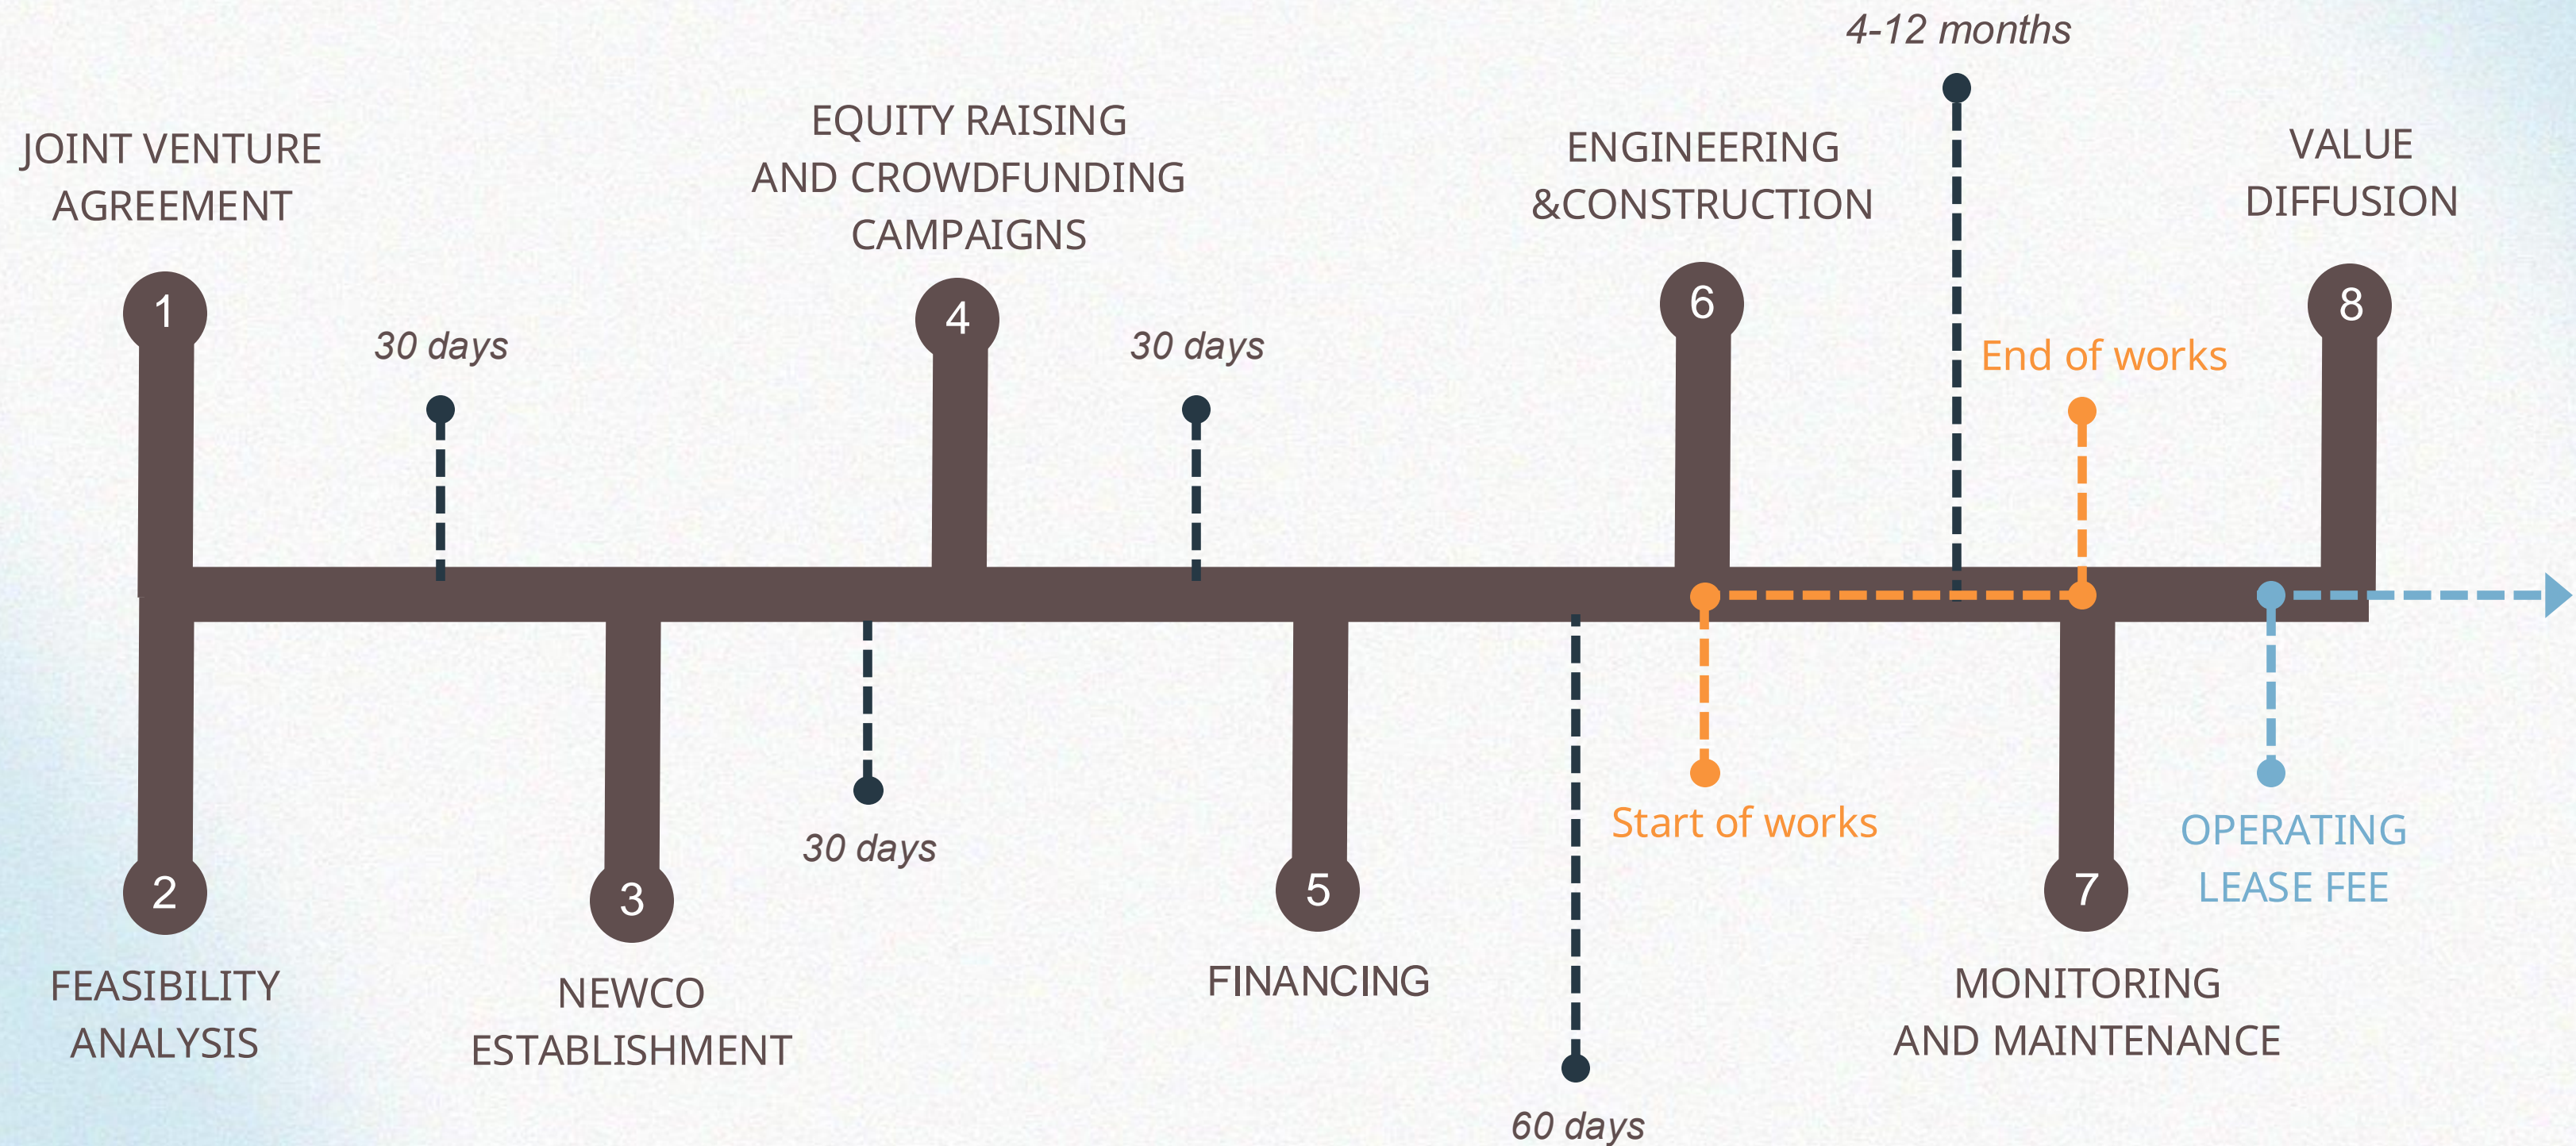 4-12 months
JOINT VENTURE
AGREEMENT
EQUITY RAISING
AND CROWDFUNDING
CAMPAIGNS
ENGINEERING
&CONSTRUCTION
VALUE
DIFFUSION
1
30 days
4
30 days
6
End of works
8
2
FEASIBILITY
ANALYSIS
3
NEWCO
ESTABLISHMENT
30 days
5
FINANCING
60 days
Start of works
7
MONITORING
AND MAINTENANCE
OPERATING
LEASE FEE